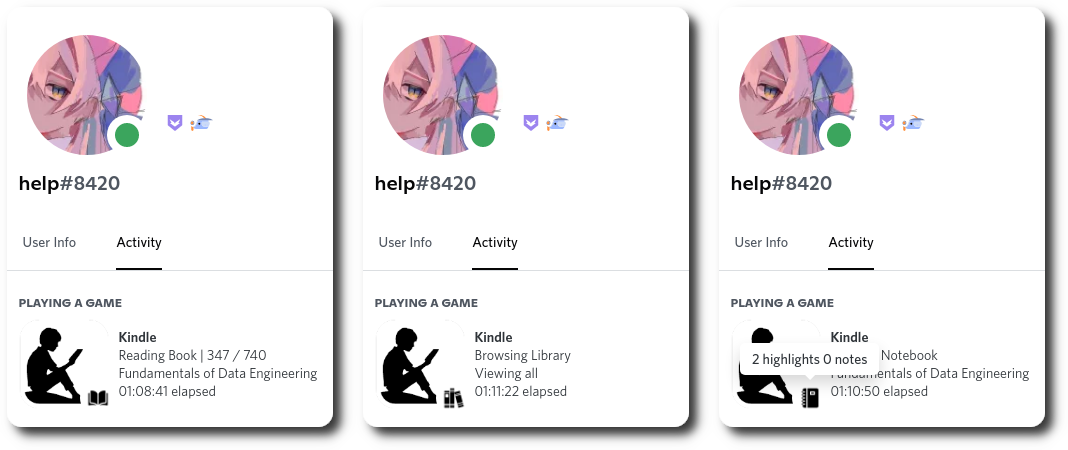 help#8420
User Info Activity
PLAYING A GAME
Kindle
Reading Book | 347 / 740
Fundamentals of Data Engineering
01:08:41 elapsed
help#8420
User Info Activity
PLAYING A GAME
Kindle
Browsing Library
Viewing all
01:11:22 elapsed
help#8420
User Info Activity
PLAYING A GAME
Kindle
Notebook
2 highlights 0 notes
Fundamentals of Data Engineering
01:10:50 elapsed